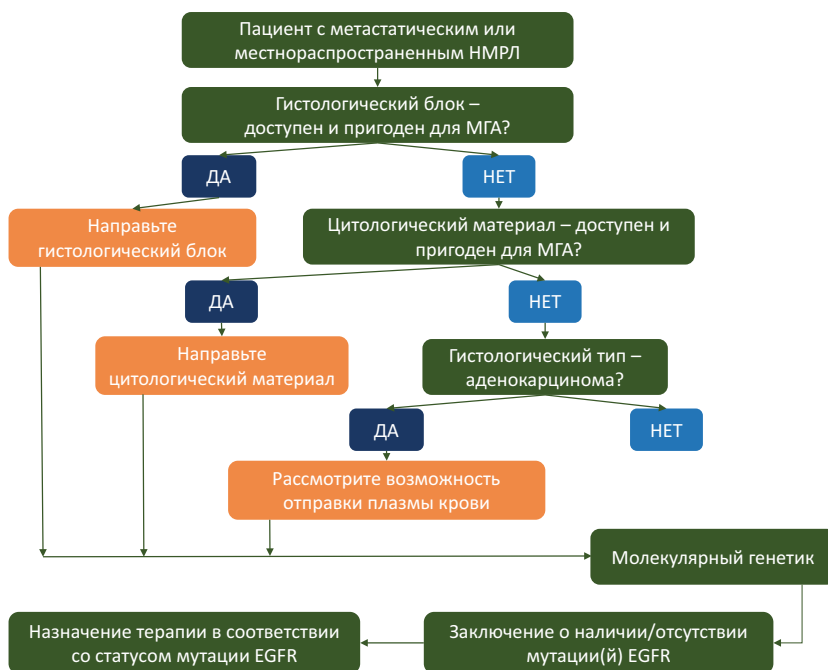 Пациент с метастатическим или
местнораспространенным НМРЛ
Гистологический блок –
доступен и пригоден для МГА?
ДА
НЕТ
Направьте
гистологический блок
Цитологический материал – доступен и
пригоден для МГА?
ДА
НЕТ
Направьте
цитологический материал
Гистологический тип –
аденокарцинома?
ДА
НЕТ
Рассмотрите возможность
отправки плазмы крови
Молекулярный генетик
Назначение терапии в соответствии
со статусом мутации EGFR
Заключение о наличии/отсутствии
мутации(й) EGFR